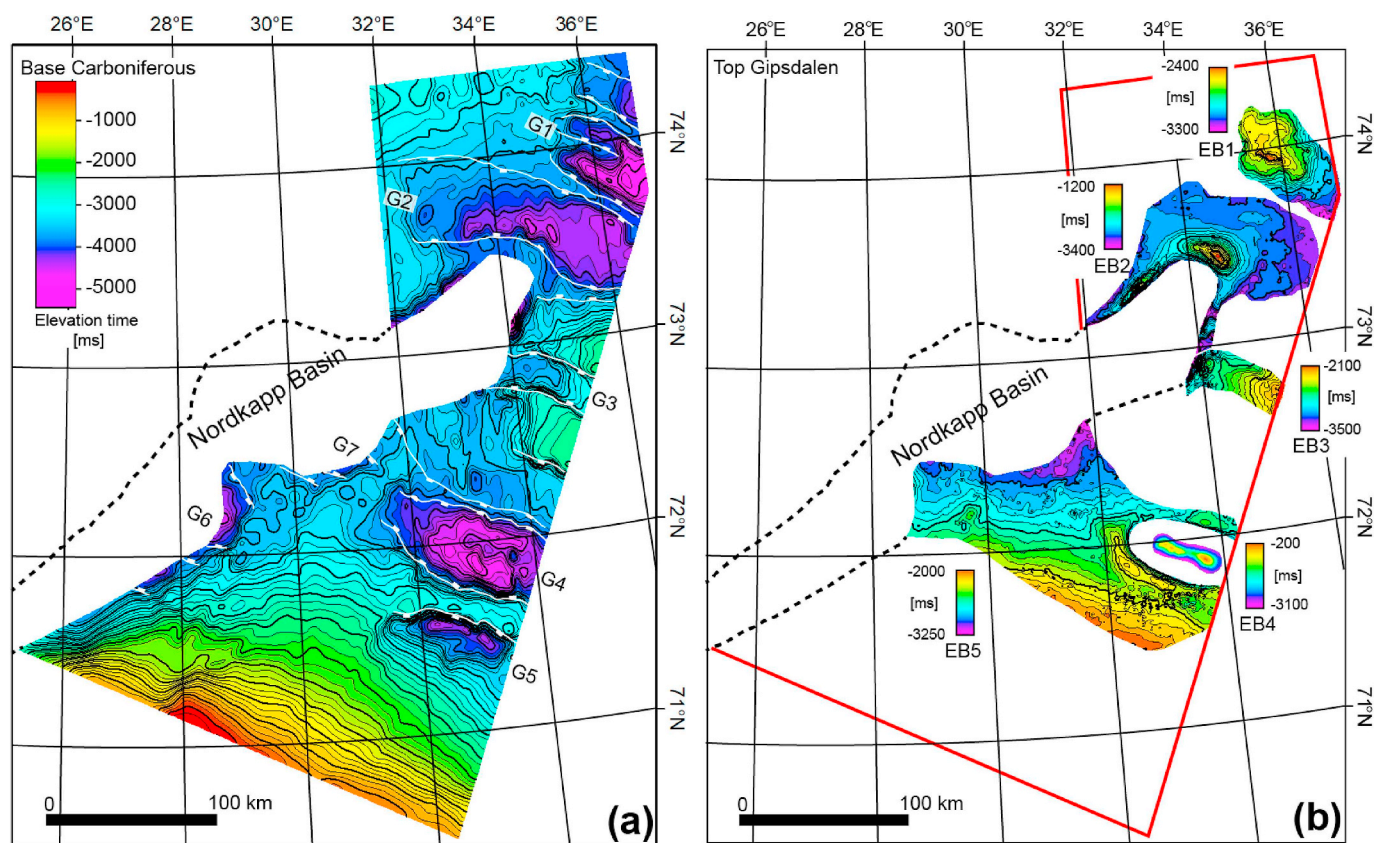 26°E 28°E 30°E 32°E 34°E 36°E
Base Carboniferous
-1000
-2000
-3000
-4000
-5000
Elevation time
[ms]
G1
G2
G3
G4
G5
G6
G7
Nordkapp Basin
74°N
73°N
72°N
71°N
0 100 km
(a)
26°E 28°E 30°E 32°E 34°E 36°E
Top Gipsdalen
-2400
[ms]
-3300
EB1
-1200
[ms]
-3400
EB2
-2100
[ms]
-3500
EB3
-200
[ms]
-3100
EB4
-2000
[ms]
-3250
EB5
Nordkapp Basin
74°N
73°N
72°N
71°N
0 100 km
(b)